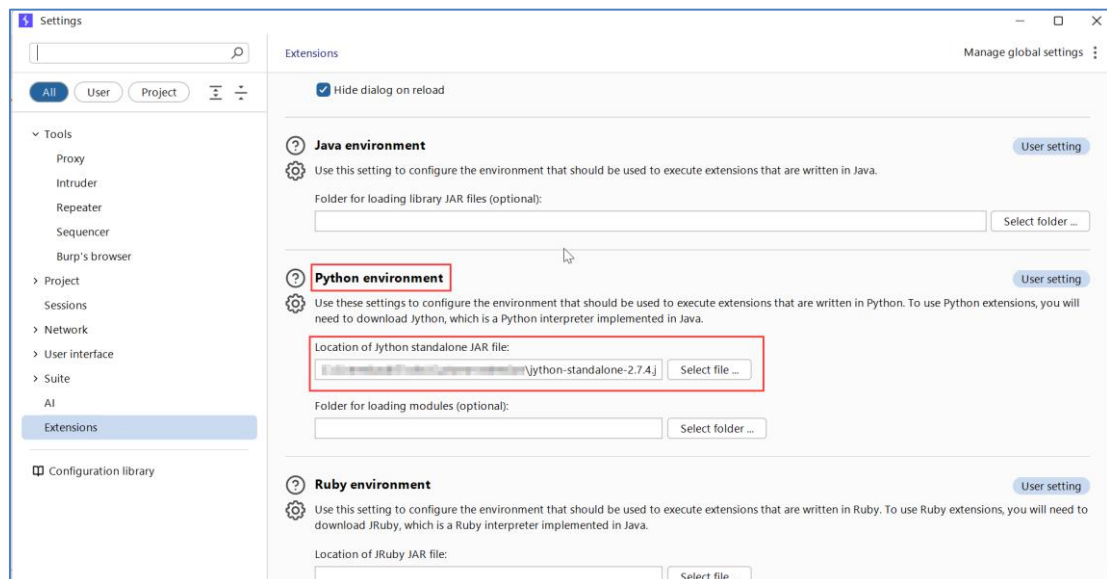 Settings
Extensions
Manage global settings
All
User
Project
Hide dialog on reload
Tools
Proxy
Intruder
Repeater
Sequencer
Burp's browser
Project
Sessions
Network
User interface
Suite
AI
Extensions
Configuration library
Java environment
User setting
Use this setting to configure the environment that should be used to execute extensions that are written in Java.
Folder for loading library JAR files (optional):
Select folder ...
Python environment
User setting
Use these settings to configure the environment that should be used to execute extensions that are written in Python. To use Python extensions, you will
need to download Jython, which is a Python interpreter implemented in Java.
Location of Jython standalone JAR file:
\jython-standalone-2.7.4.j
Select file ...
Folder for loading modules (optional):
Select folder ...
Ruby environment
User setting
Use this setting to configure the environment that should be used to execute extensions that are written in Ruby. To use Ruby extensions, you will need to
download JRuby, which is a Ruby interpreter implemented in Java.
Location of JRuby JAR file:
Select file